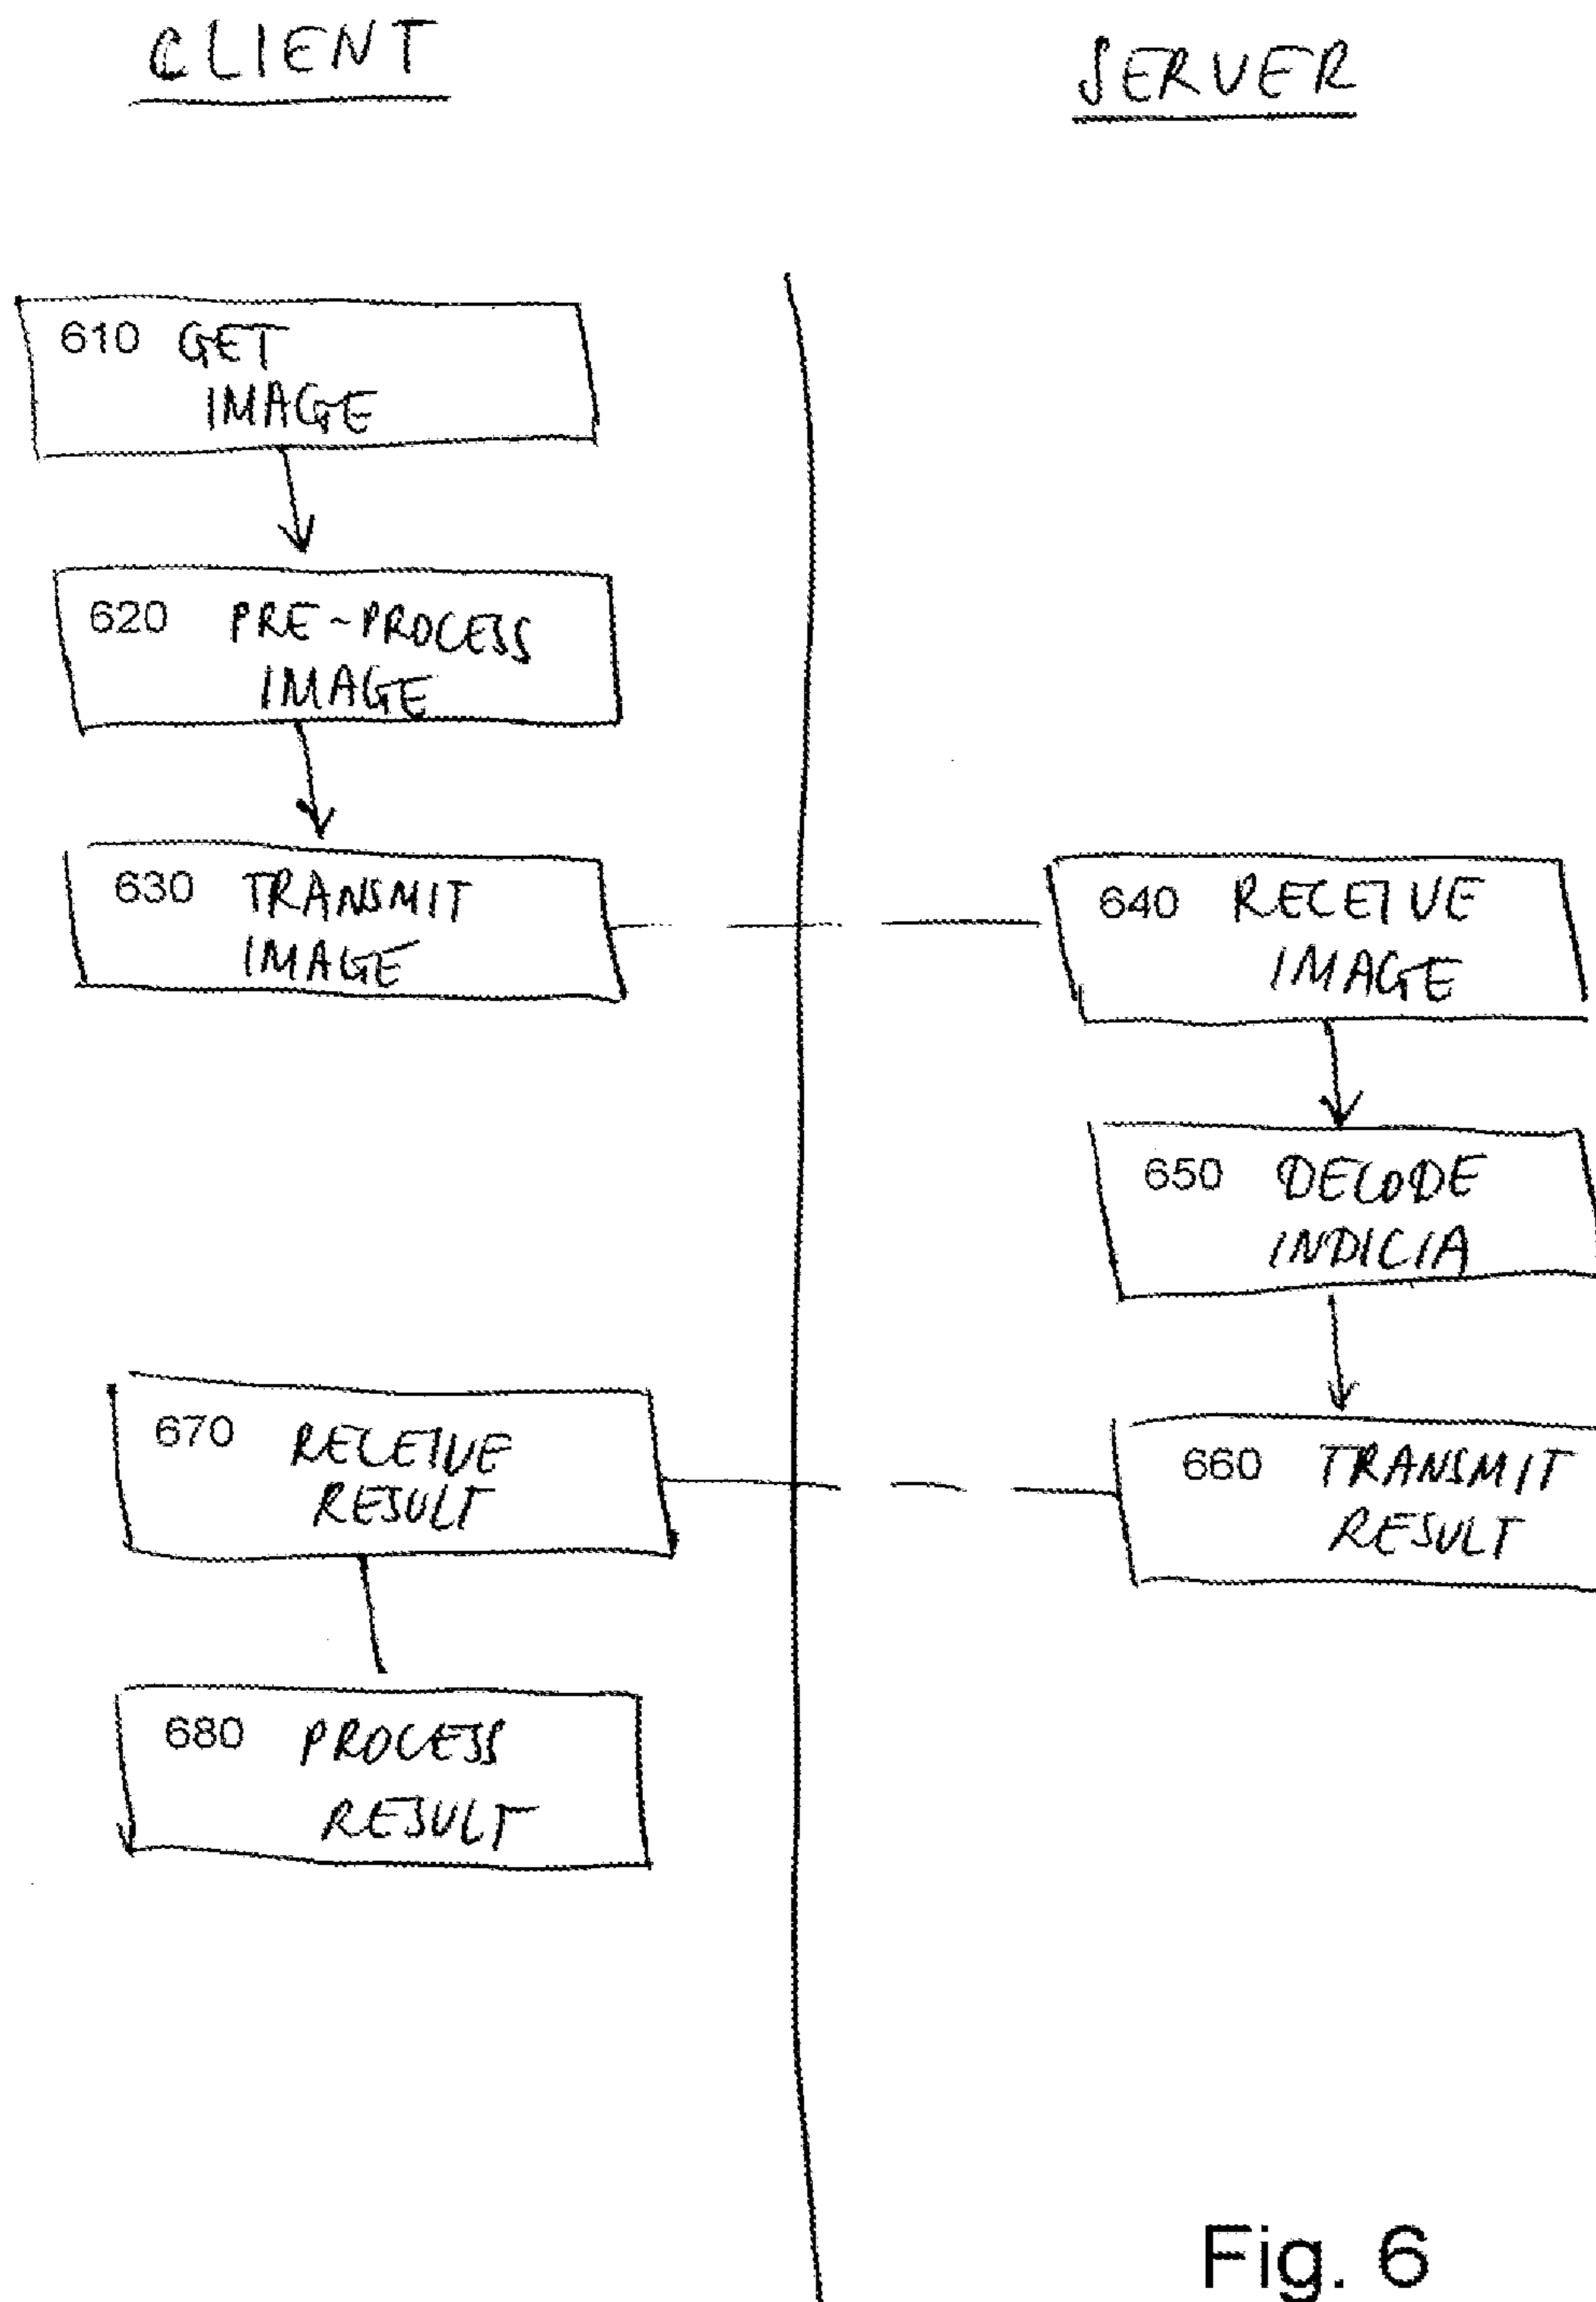 CLIENT
SERVER
610 GET
IMAGE
620 PRE-PROCESS
IMAGE
630 TRANSMIT
IMAGE
640 RECEIVE
IMAGE
650 DECODE
INDICIA
660 TRANSMIT
RESULT
670 RECEIVE
RESULT
680 PROCESS
RESULT
Fig. 6